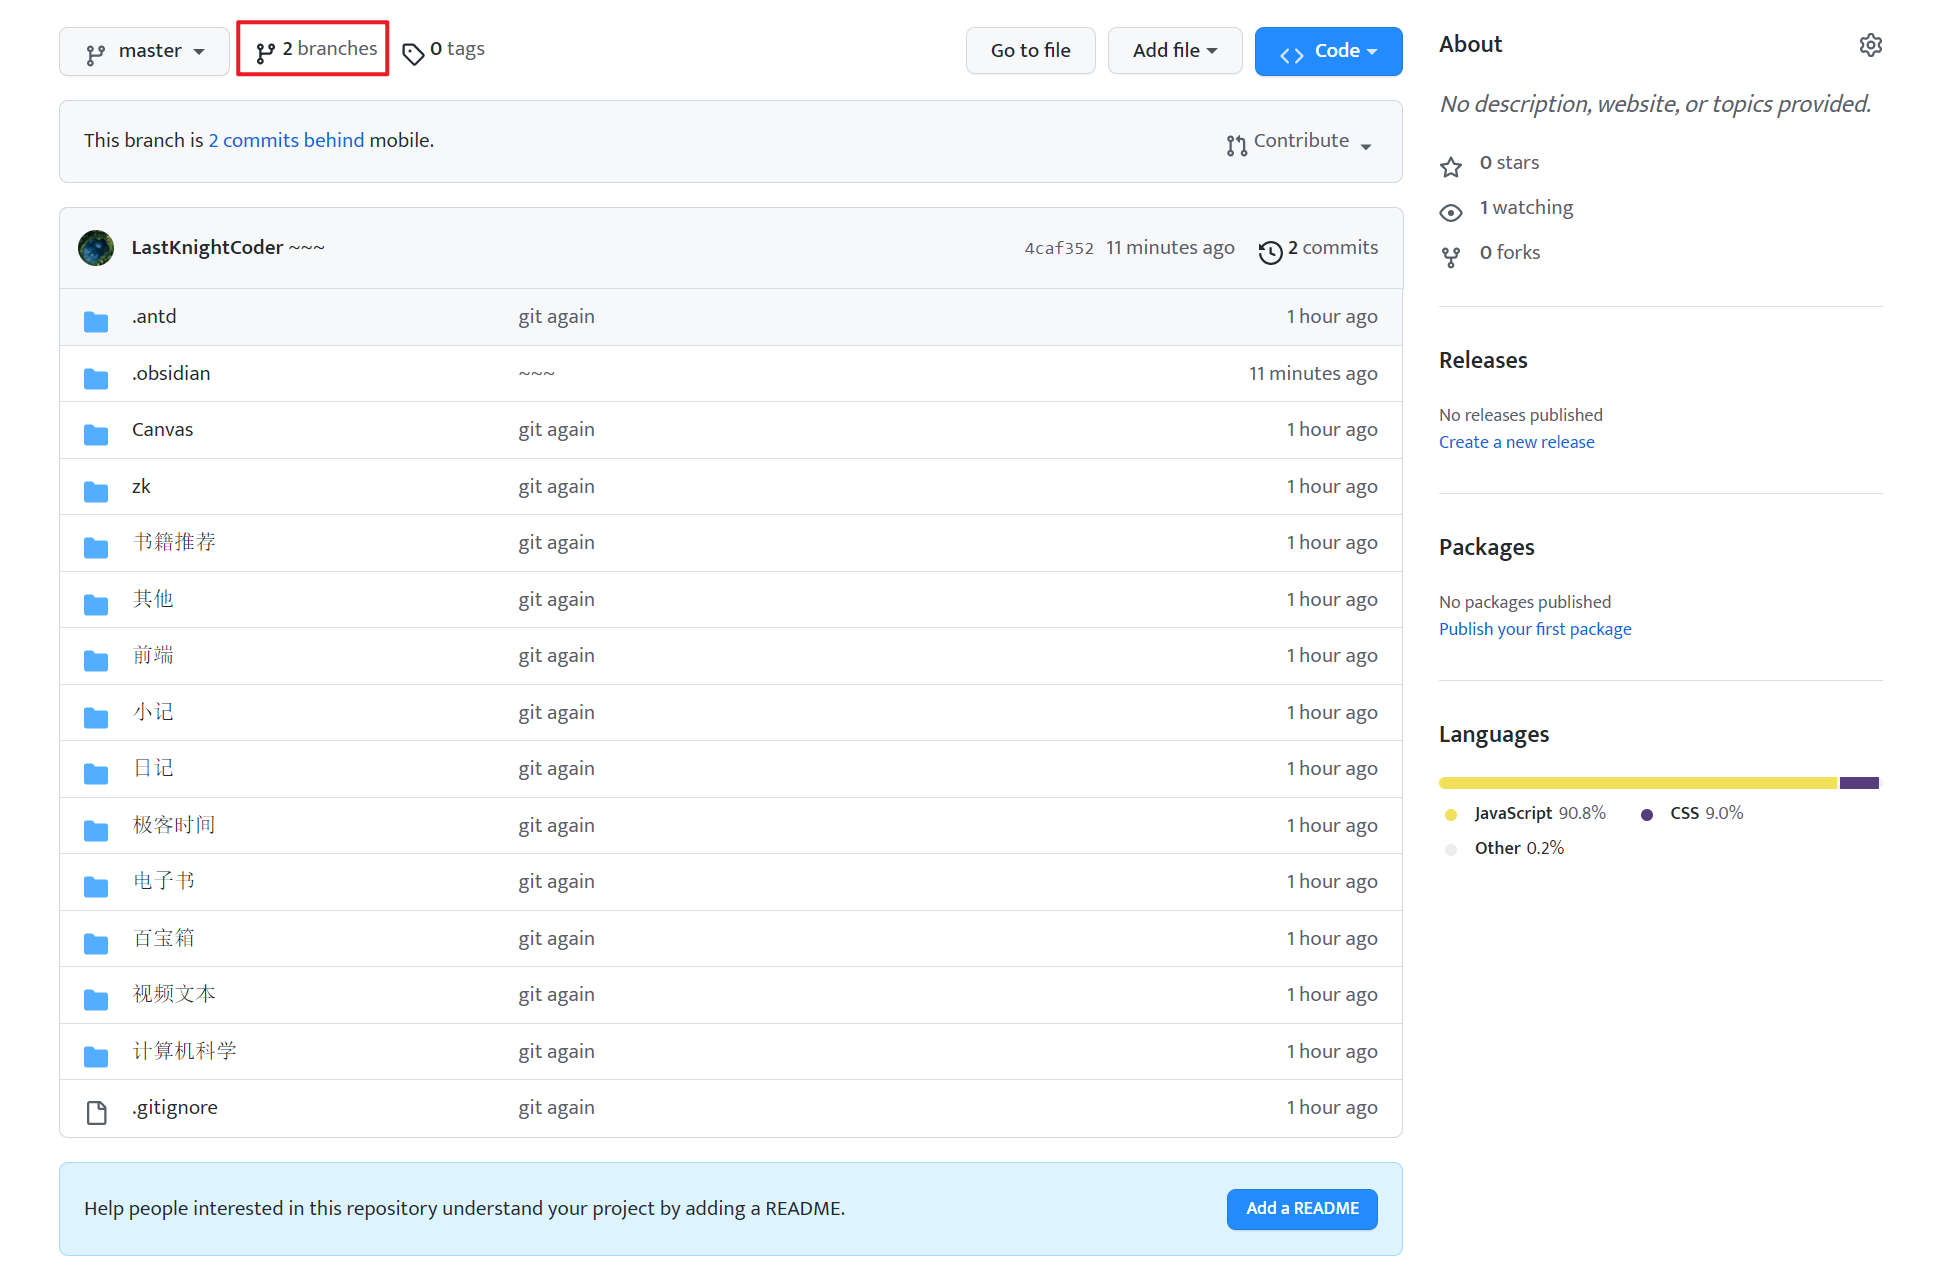 master 2 branches 0 tags Go to file Add file Code
This branch is 2 commits behind mobile. Contribute
LastKnightCoder ~~~ 4caf352 11 minutes ago 2 commits
.antd git again 1 hour ago
.obsidian ~~~ 11 minutes ago
Canvas git again 1 hour ago
zk git again 1 hour ago
书籍推荐 git again 1 hour ago
其他 git again 1 hour ago
前端 git again 1 hour ago
小记 git again 1 hour ago
日记 git again 1 hour ago
极客时间 git again 1 hour ago
电子书 git again 1 hour ago
百宝箱 git again 1 hour ago
视频文本 git again 1 hour ago
计算机科学 git again 1 hour ago
.gitignore git again 1 hour ago
Help people interested in this repository understand your project by adding a README. Add a README
About
No description, website, or topics provided.
0 stars
1 watching
0 forks
Releases
No releases published
Create a new release
Packages
No packages published
Publish your first package
Languages
JavaScript 90.8% CSS 9.0%
Other 0.2%